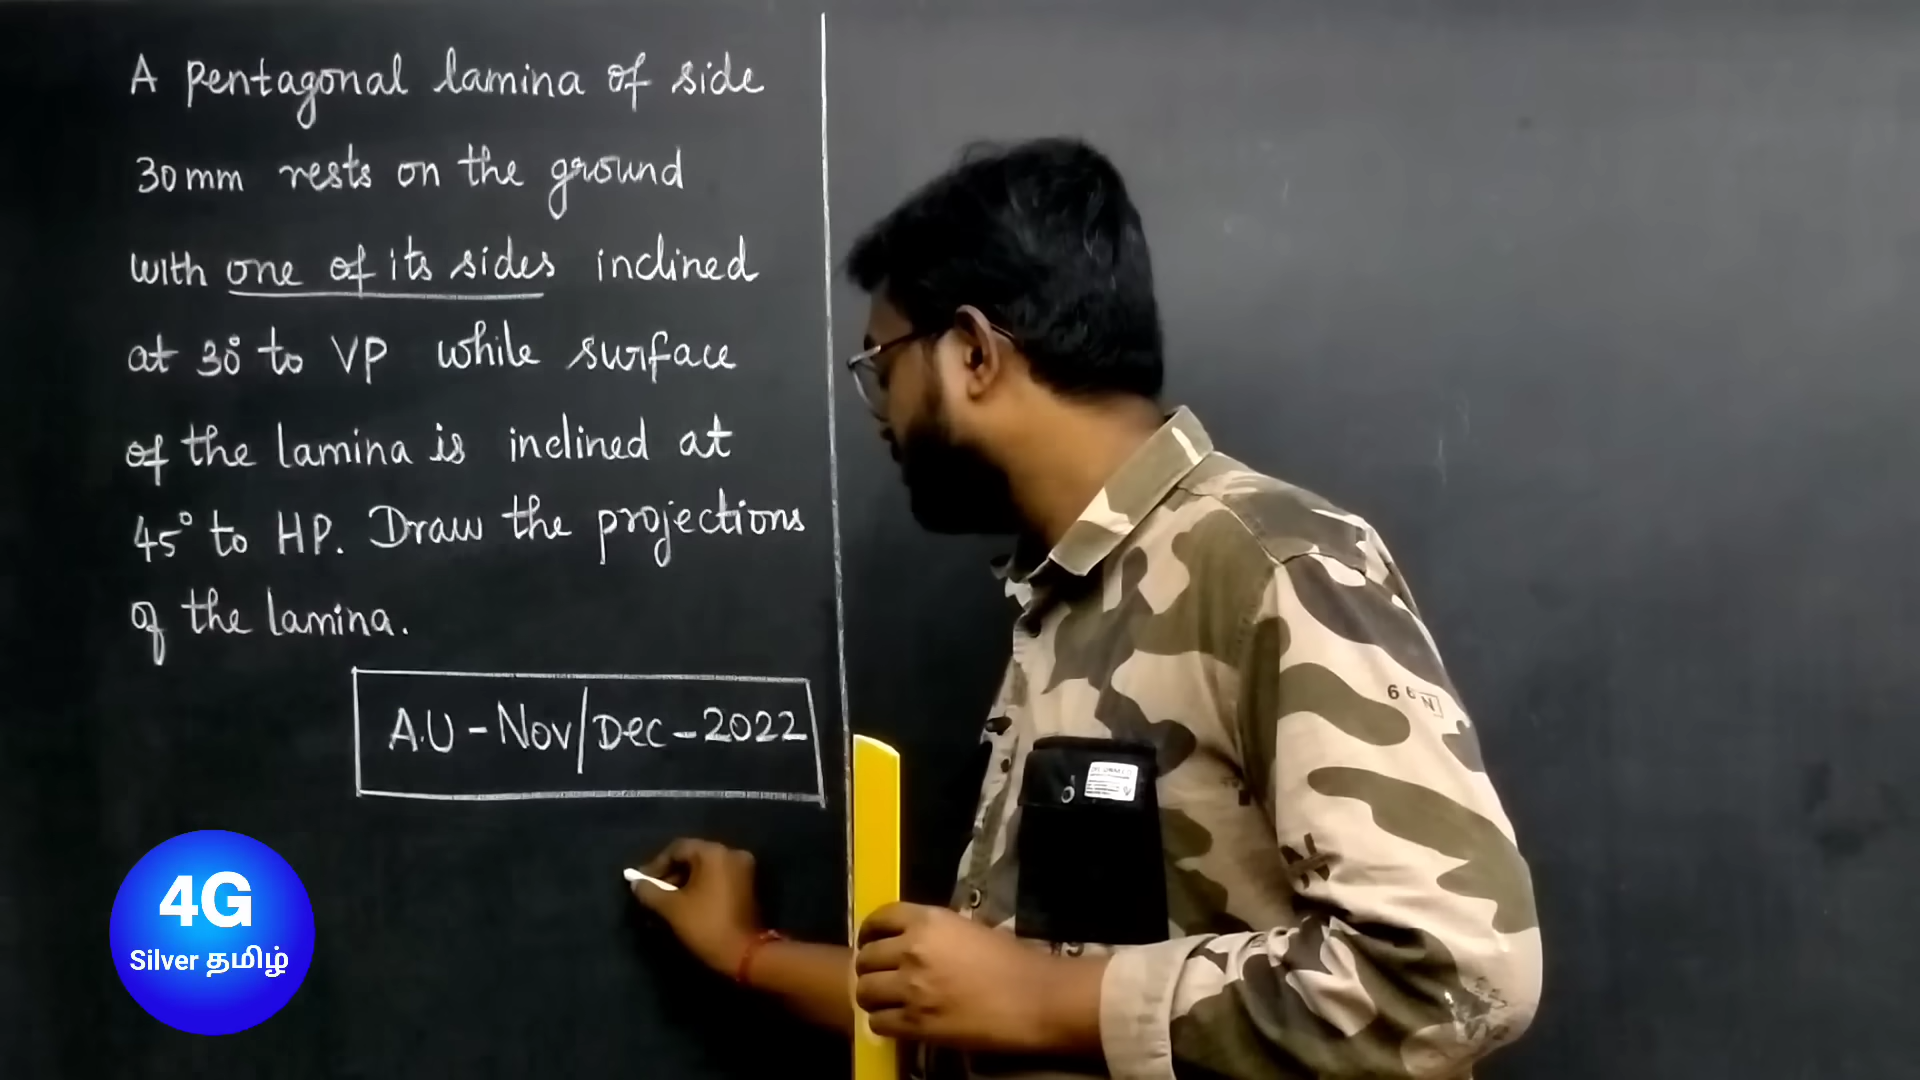 A pentagonal lamina of side
30mm rests on the ground
with one of its sides inclined
at 30° to VP while surface
of the lamina is inclined at
45° to HP. Draw the projections
of the lamina.
A.U - Nov/Dec - 2022
4G
Silver தமிழ்